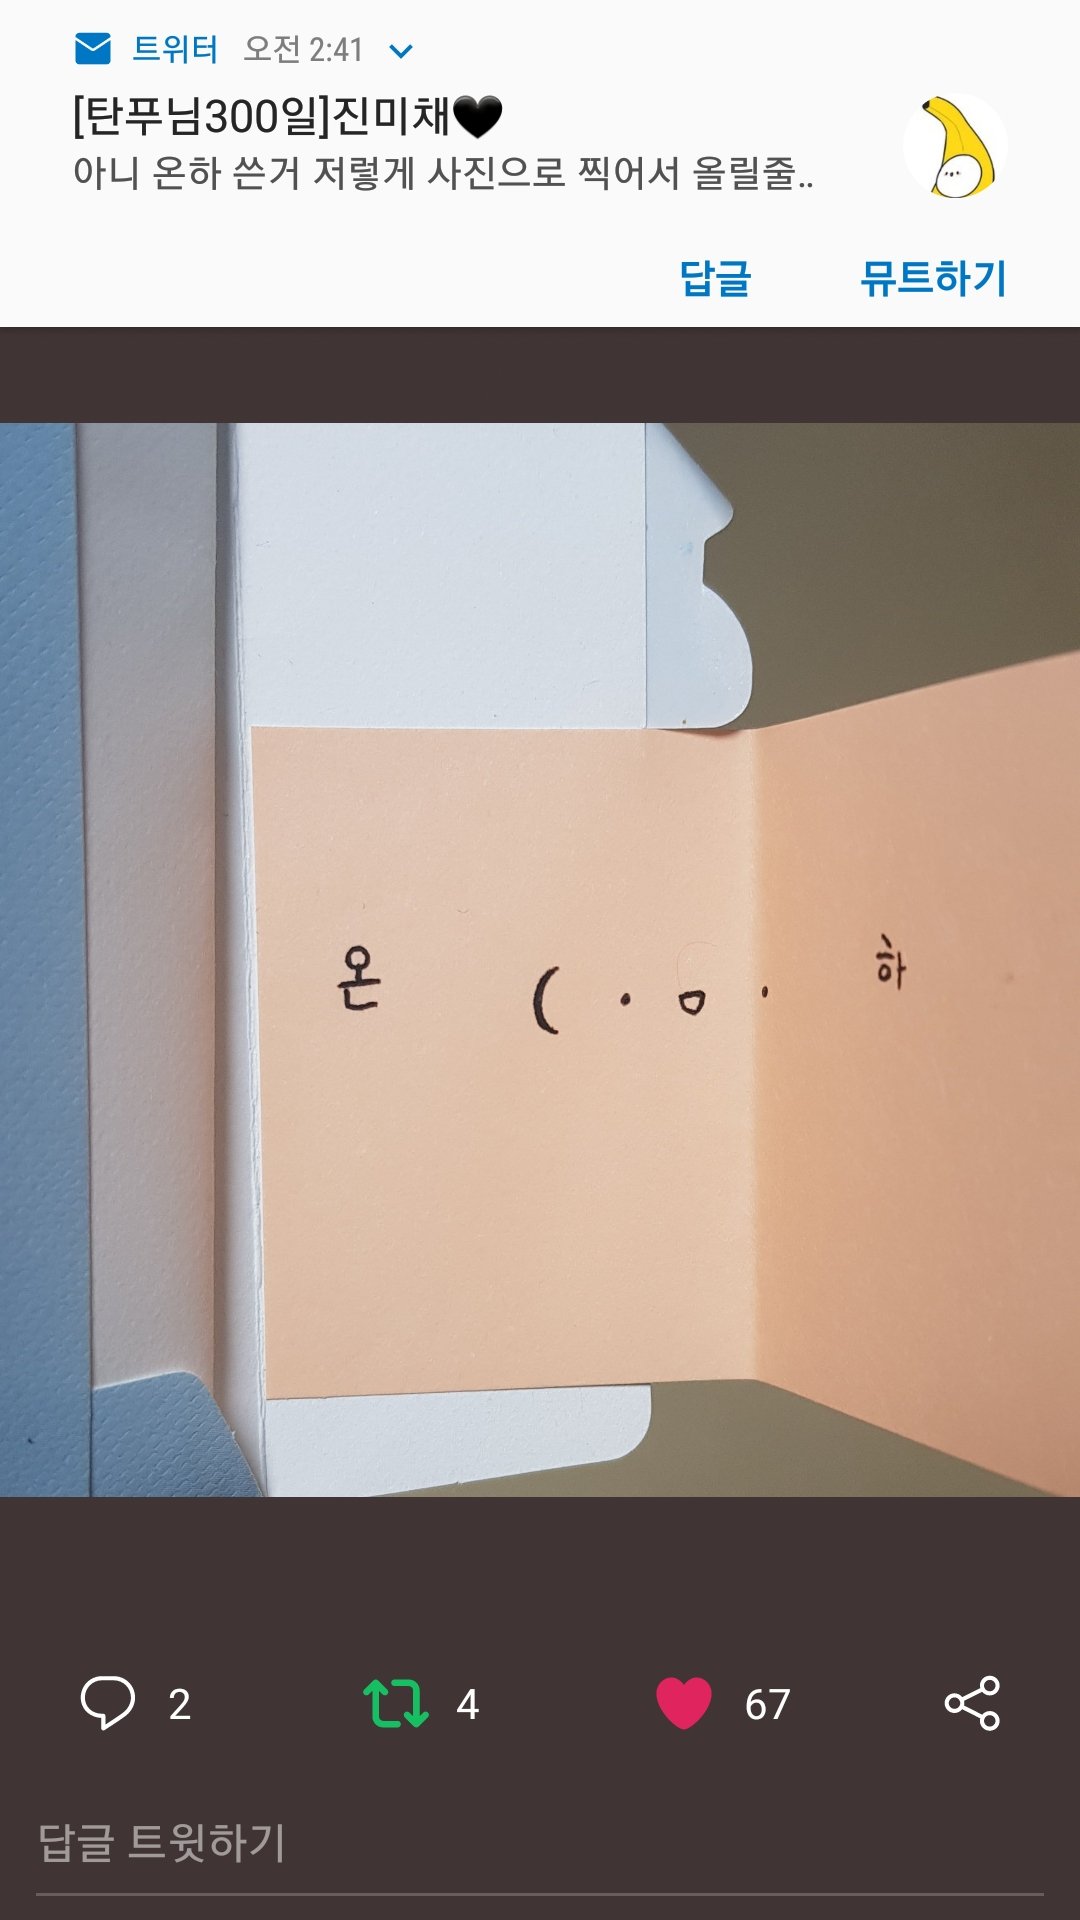 트위터 오전 2:41
[탄푸님300일]진미채🖤
아니 온하 쓴거 저렇게 사진으로 찍어서 올릴줄..
답글 뮤트하기
온 ( · ㅁ · 하
2 4 67
답글 트윗하기